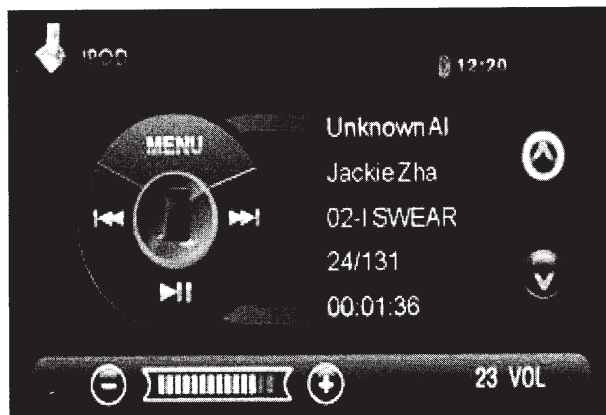 IPOD
12:20
MENU
Unknown Al
Jackie Zha
02-I SWEAR
24/131
00:01:36
23 VOL